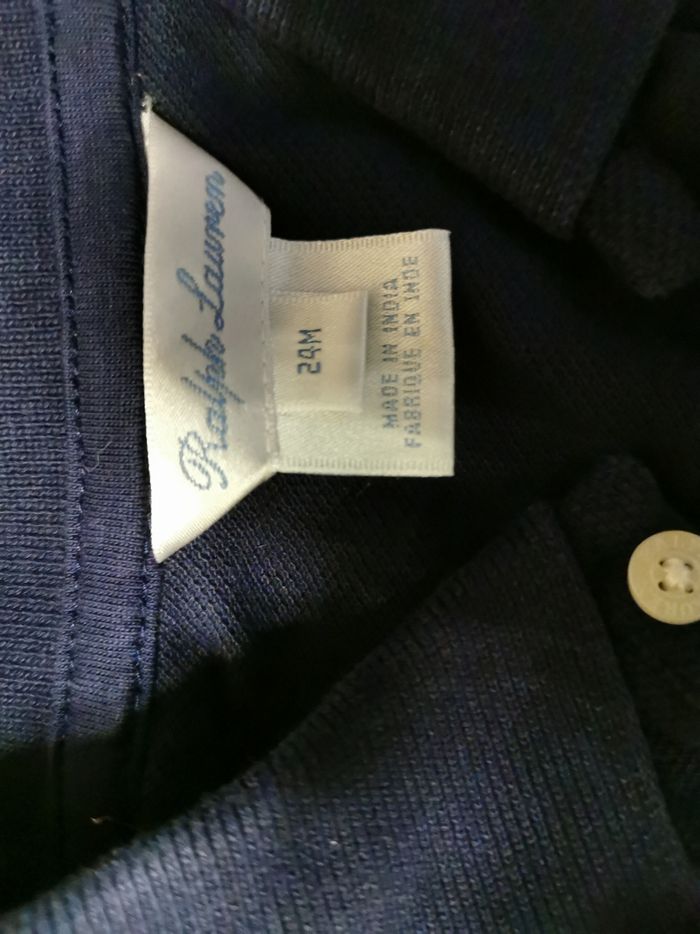 Ralph Lauren
24M
MADE IN INDIA
FABRIQUE EN INDE